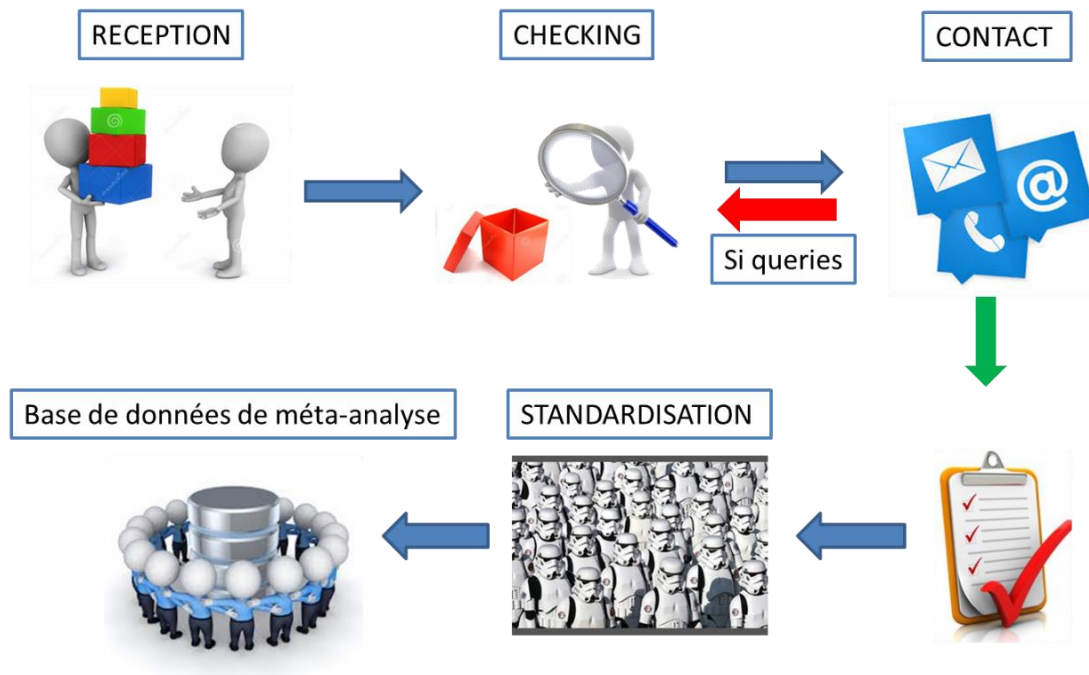 RECEPTION
CHECKING
CONTACT
Si queries
@
Base de données de méta-analyse
STANDARDISATION